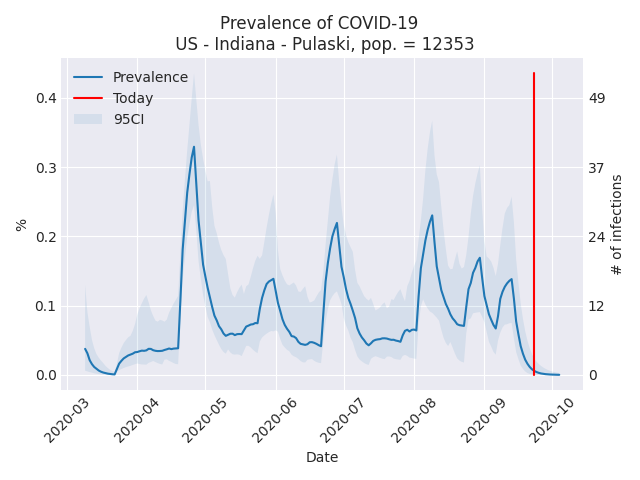 Prevalence of COVID-19
US - Indiana - Pulaski, pop. = 12353
Prevalence
Today
95CI
0.4
0.3
0.2
0.1
0.0
%
49
37
24
12
0
# of infections
2020-03
2020-04
2020-05
2020-06
2020-07
2020-08
2020-09
2020-10
Date